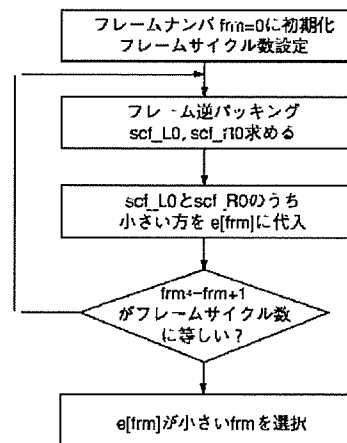 フレームナンバ frm=0に初期化
フレームサイクル数設定
フレーム逆パッキング
scf_L0, scf_R0求める
scf_L0とscf_R0のうち
小さい方を e[frm]に代入
frm←frm+1
がフレームサイクル数
に等しい？
e[frm]が小さいfrmを選択